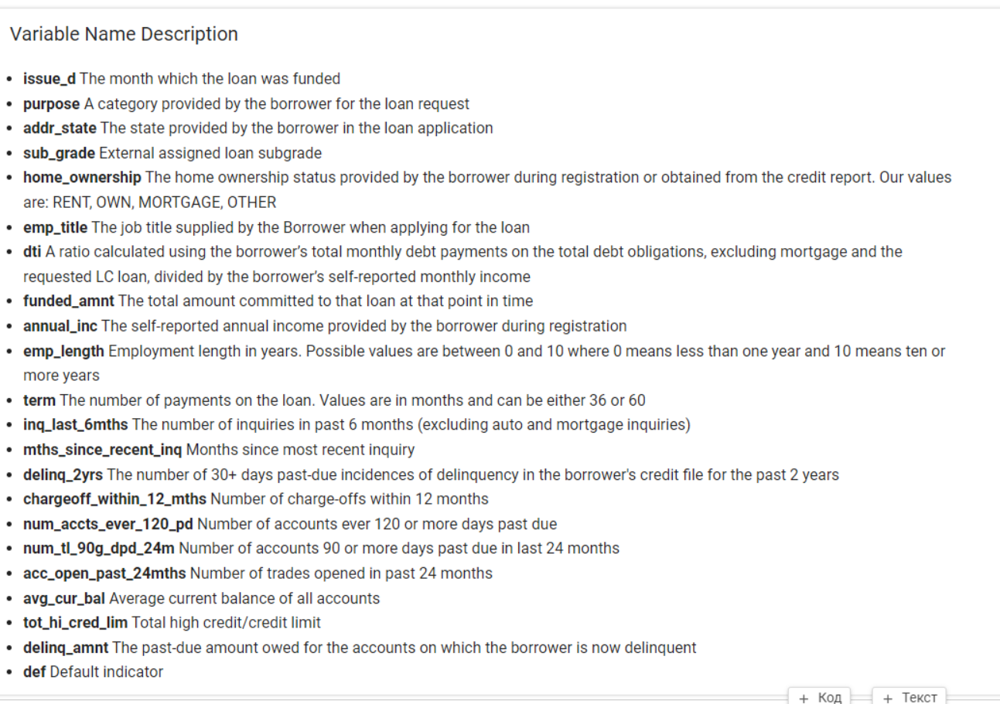 Variable Name Description
• issue_d The month which the loan was funded
• purpose A category provided by the borrower for the loan request
• addr_state The state provided by the borrower in the loan application
• sub_grade External assigned loan subgrade
• home_ownership The home ownership status provided by the borrower during registration or obtained from the credit report. Our values
are: RENT, OWN, MORTGAGE, OTHER
• emp_title The job title supplied by the Borrower when applying for the loan
• dti A ratio calculated using the borrower's total monthly debt payments on the total debt obligations, excluding mortgage and the
requested LC loan, divided by the borrower's self-reported monthly income
• funded_amnt The total amount committed to that loan at that point in time
• annual_inc The self-reported annual income provided by the borrower during registration
• emp_length Employment length in years. Possible values are between 0 and 10 where 0 means less than one year and 10 means ten or
more years
• term The number of payments on the loan. Values are in months and can be either 36 or 60
• inq_last_6mths The number of inquiries in past 6 months (excluding auto and mortgage inquiries)
• mths_since_recent_inq Months since most recent inquiry
• delinq_2yrs The number of 30+ days past-due incidences of delinquency in the borrower's credit file for the past 2 years
• chargeoff_within_12_mths Number of charge-offs within 12 months
• num_accts_ever_120_pd Number of accounts ever 120 or more days past due
• num_tl_90g_dpd_24m Number of accounts 90 or more days past due in last 24 months
• acc_open_past_24mths Number of trades opened in past 24 months
• avg_cur_bal Average current balance of all accounts
• tot_hi_cred_lim Total high credit/credit limit
• delinq_amnt The past-due amount owed for the accounts on which the borrower is now delinquent
• def Default indicator
+ Код + Текст